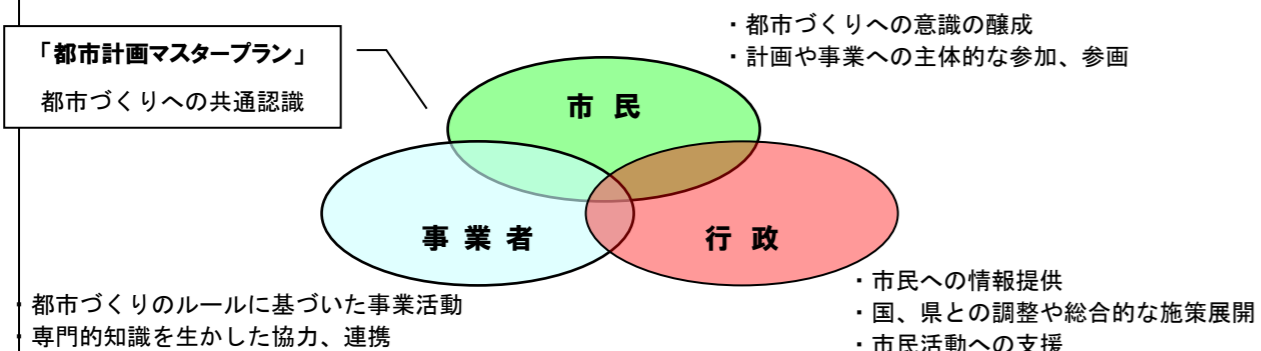 「都市計画マスタープラン」
都市づくりへの共通認識
・都市づくりへの意識の醸成
・計画や事業への主体的な参加、参画
市 民
事 業 者
行 政
・都市づくりのルールに基づいた事業活動
・専門的知識を生かした協力、連携
・市民への情報提供
・国、県との調整や総合的な施策展開
・市民活動への支援